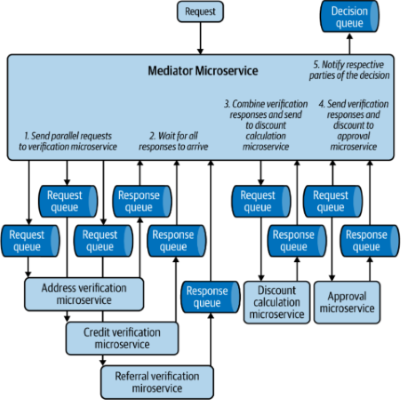 Request
Decision
queue
Mediator Microservice
5. Notify respective
parties of the decision
1. Send parallel requests
to verification microservice
2. Wait for all
responses to arrive
3. Combine verification
responses and send
to discount
calculation
microservice
4. Send verification
responses and
discount to
approval
microservice
Request
queue
Response
queue
Request
queue
Request
queue
Request
queue
Request
queue
Response
queue
Response
queue
Response
queue
Response
queue
Address verification
microservice
Credit verification
microservice
Referral verification
miroservice
Discount
calculation
microservice
Approval
microservice